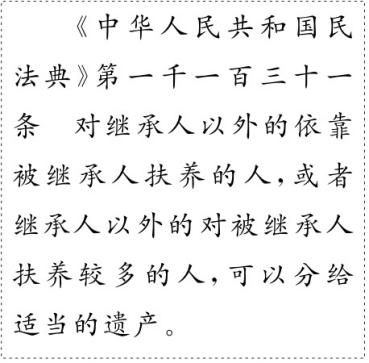 《中华人民共和国民
法典》第一千一百三十一
条　对继承人以外的依靠
被继承人扶养的人,或者
继承人以外的对被继承人
扶养较多的人,可以分给
适当的遗产。